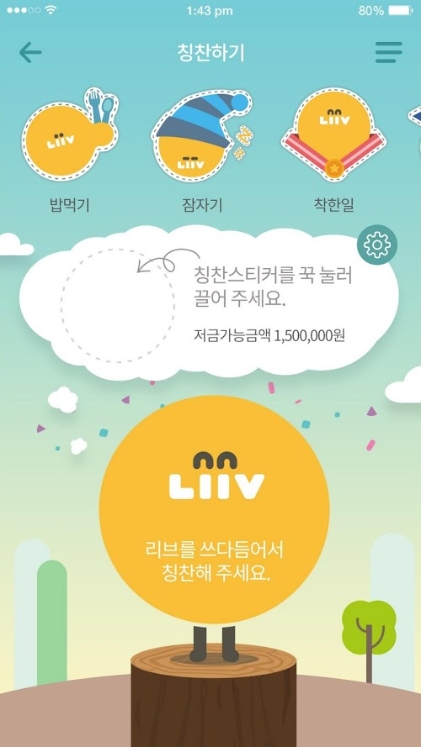 1:43 pm
80%
칭찬하기
LIIV
LIIV
LIIV
밥먹기
잠자기
착한일
칭찬스티커를 꾹 눌러
끌어 주세요.
저금가능금액 1,500,000원
LIIV
리브를 쓰다듬어서
칭찬해 주세요.